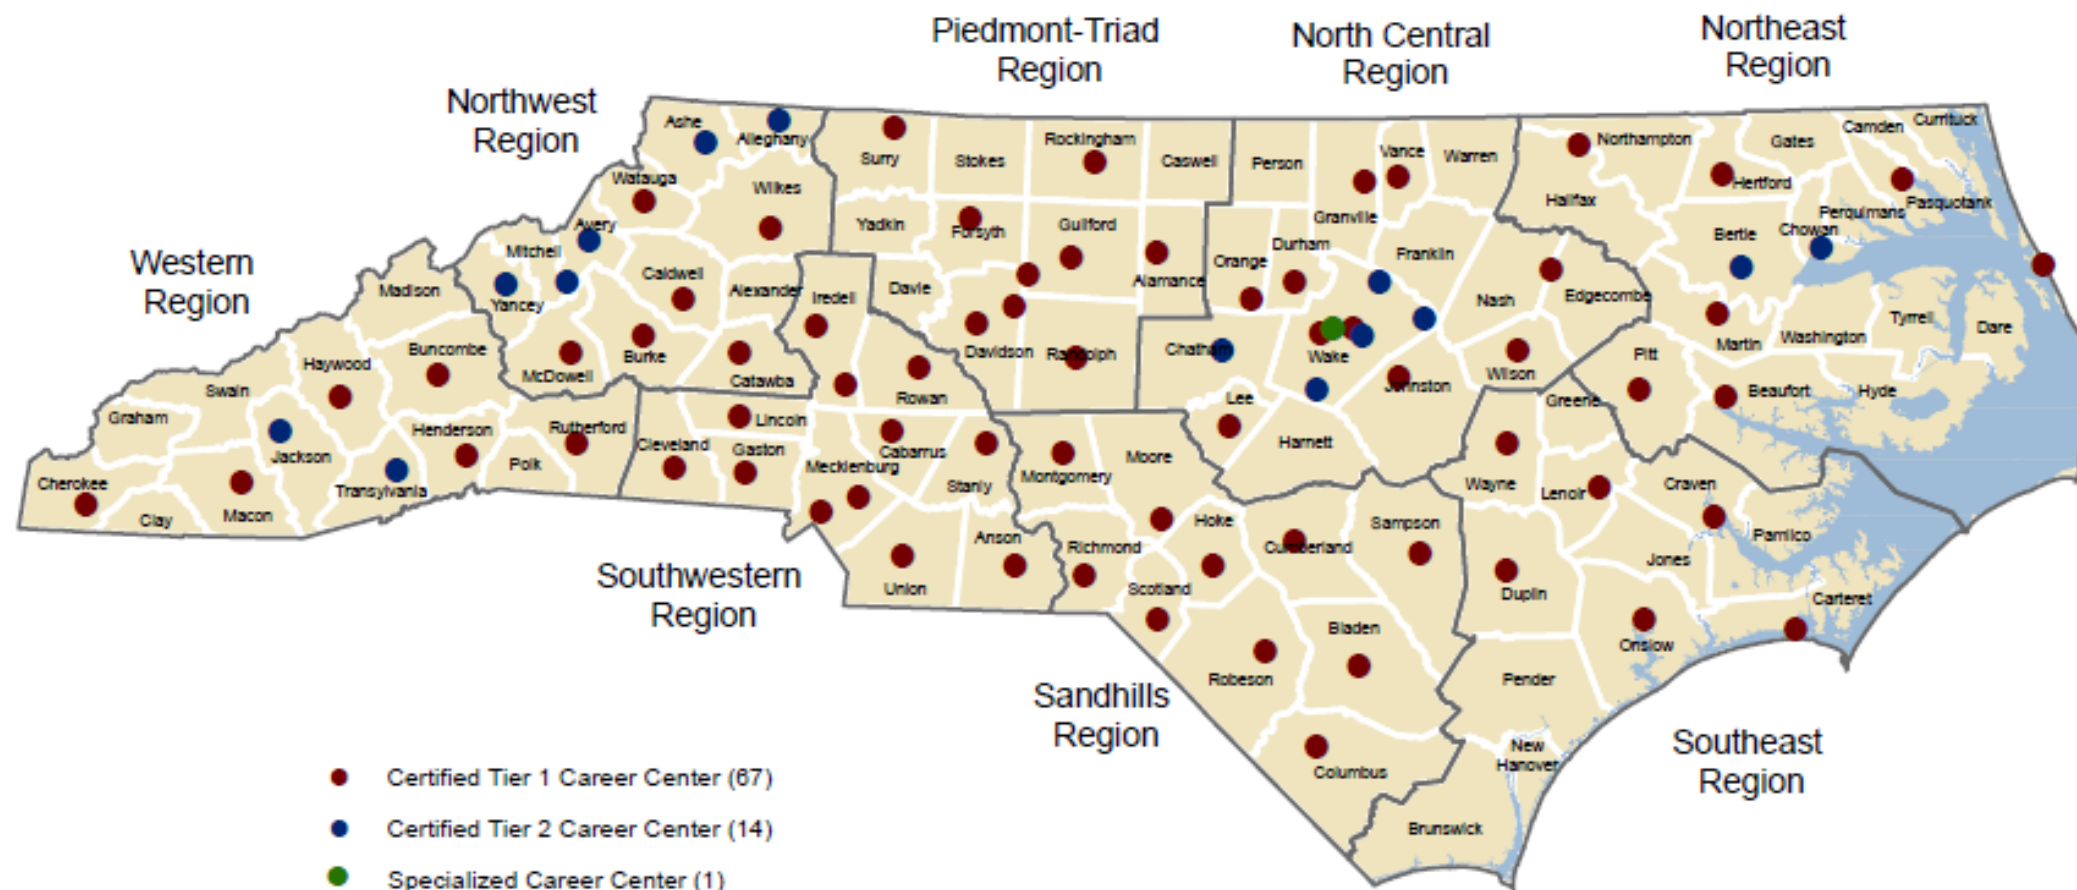 Piedmont-Triad
Region
North Central
Region
Northeast
Region
Northwest
Region
Western
Region
Southwestern
Region
Sandhills
Region
Southeast
Region
Ashe
Alleghany
Surry
Stokes
Rockingham
Caswell
Person
Vance
Warren
Northampton
Gates
Camden
Currituck
Watauga
Wilkes
Granville
Halifax
Hertford
Perquimans
Pasquotank
Avery
Mitchell
Yadkin
Forsyth
Guilford
Alamance
Orange
Durham
Franklin
Bertie
Chowan
Madison
Yancey
Caldwell
Alexander
Iredell
Davie
Nash
Edgecombe
Tyrrell
Dare
Washington
Martin
Swain
Haywood
Buncombe
McDowell
Burke
Catawba
Rowan
Davidson
Randolph
Chatham
Wake
Johnston
Wilson
Pitt
Beaufort
Hyde
Graham
Jackson
Henderson
Rutherford
Polk
Transylvania
Cherokee
Clay
Macon
Cleveland
Lincoln
Gaston
Mecklenburg
Cabarrus
Stanly
Montgomery
Moore
Lee
Harnett
Greene
Wayne
Lenoir
Craven
Pamlico
Jones
Union
Anson
Richmond
Hoke
Scotland
Cumberland
Sampson
Duplin
Onslow
Carteret
Robeson
Bladen
Pender
Columbus
New
Hanover
Brunswick
Certified Tier 1 Career Center (67)
Certified Tier 2 Career Center (14)
Specialized Career Center (1)